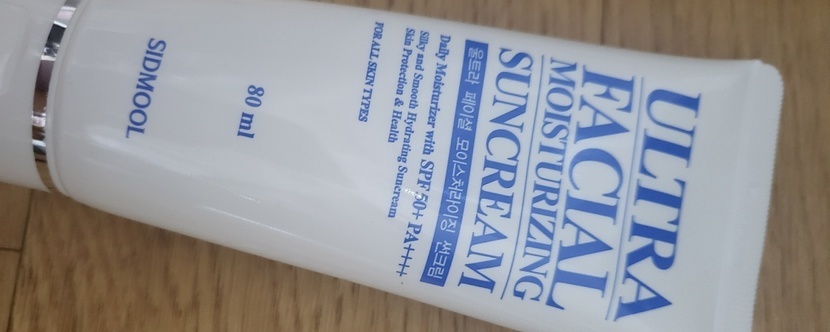 ULTRA
FACIAL
MOISTURIZING
SUNCREAM
울트라 페이셜 모이스처라이징 썬크림
Daily Moisturizer with SPF 50+ PA++++
Silky and Smooth Hydrating Suncream
Skin Protection & Health
FOR ALL SKIN TYPES
80 ml
SIDMOOL